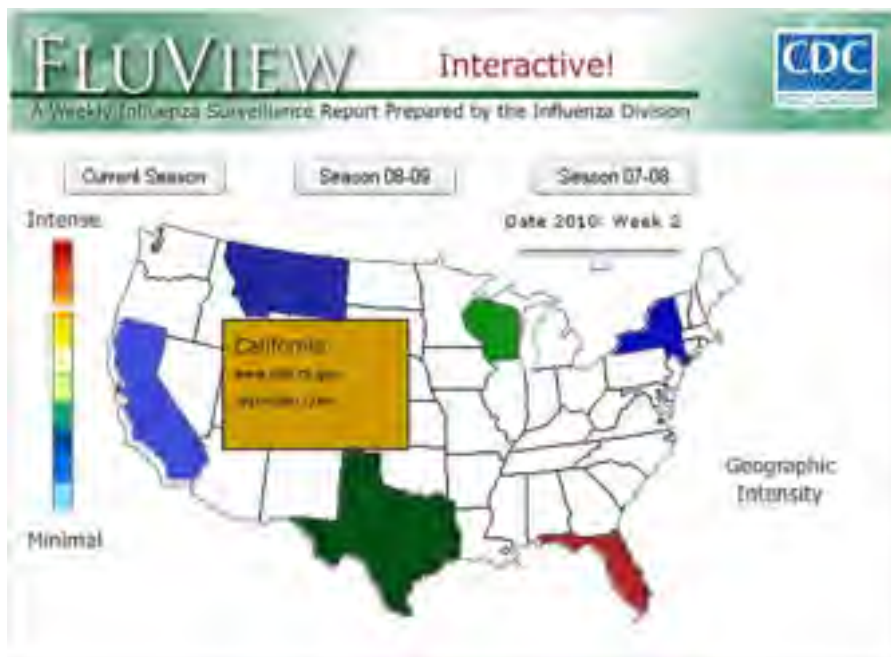 FLUVIEW
Interactive!
CDC
A Weekly Influenza Surveillance Report Prepared by the Influenza Division
Current Season
Season 08-09
Season 07-08
Intense
Date 2010: Week 2
California
Geographic
Intensity
Minimal